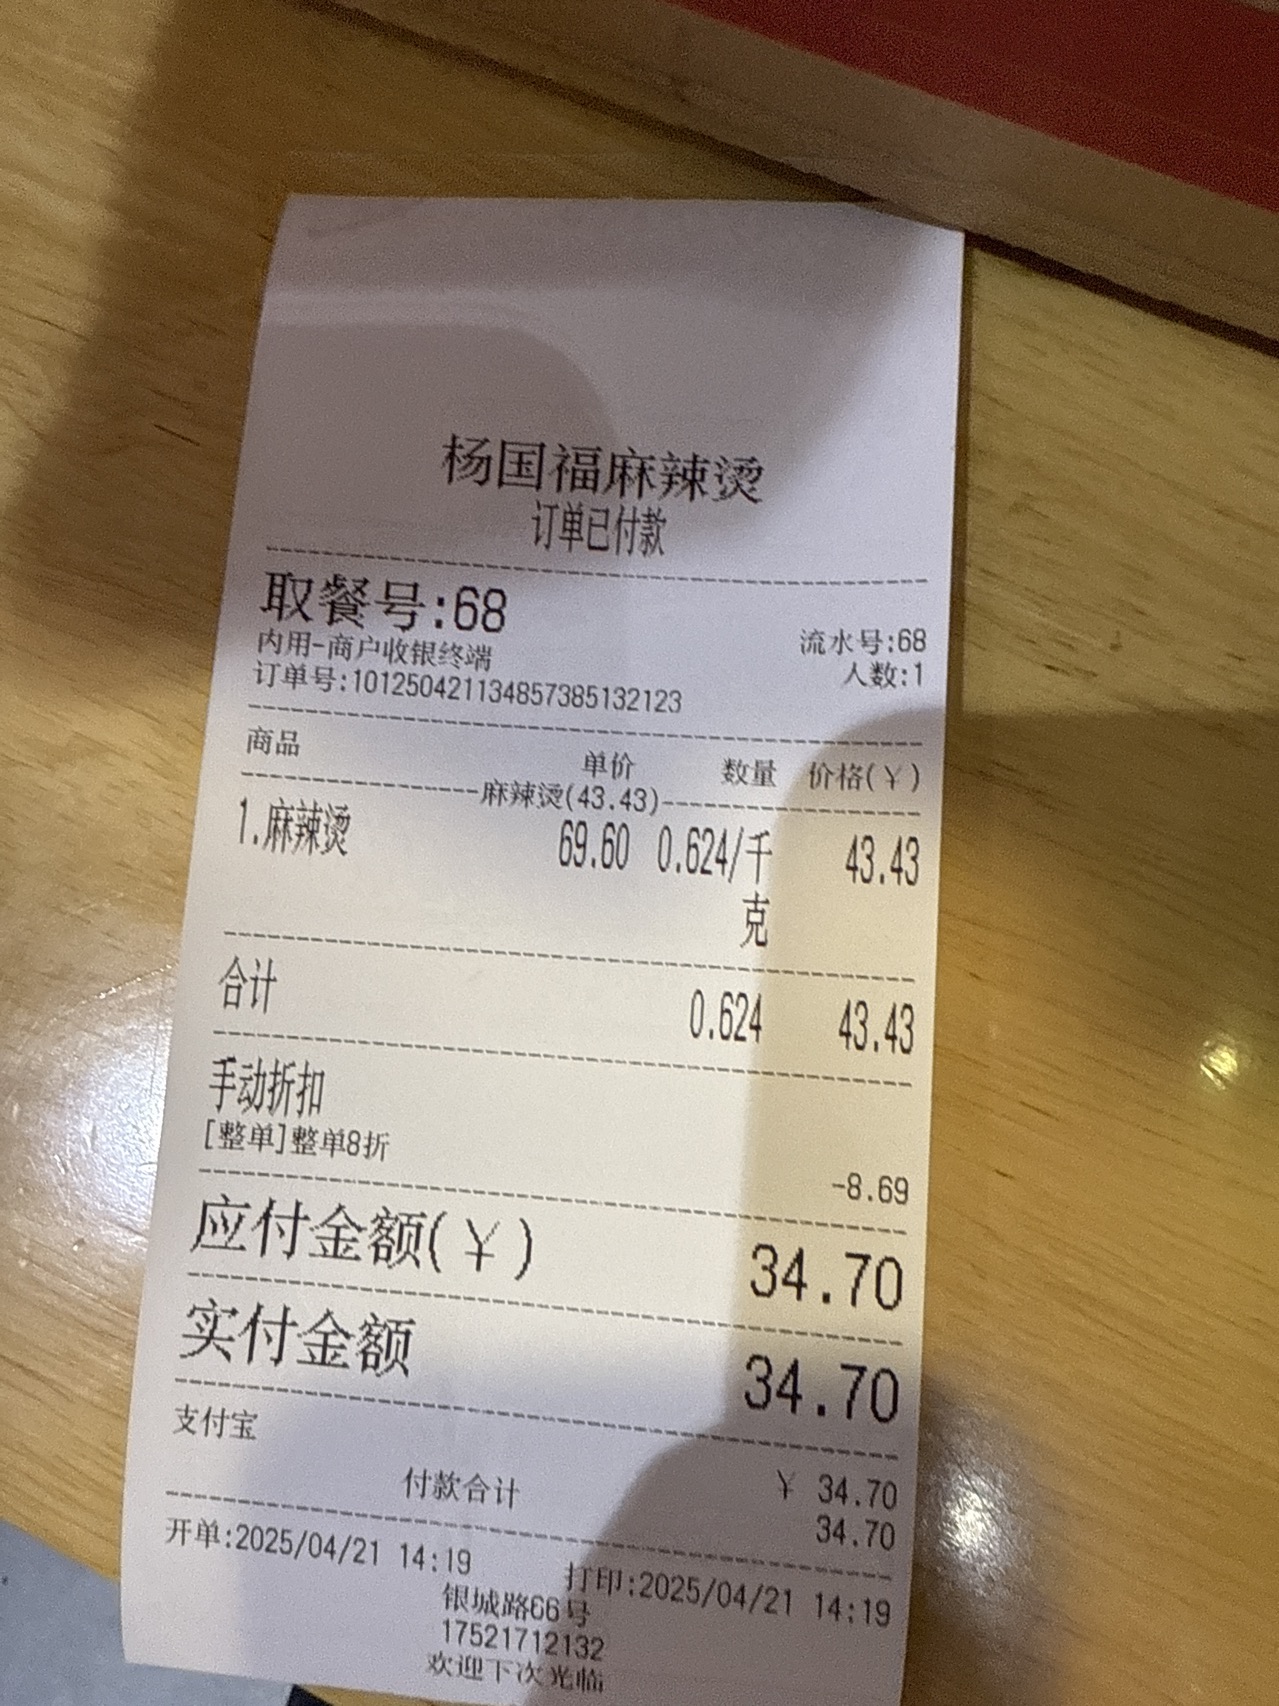 杨国福麻辣烫
订单已付款
取餐号:68
内用-商户收银终端 流水号:68
订单号:101250421134857385132123 人数:1
商品 单价 数量 价格(¥)
麻辣烫(43.43)
1.麻辣烫 69.60 0.624/千 43.43
克
合计 0.624 43.43
手动折扣
[整单]整单8折 -8.69
应付金额(¥) 34.70
实付金额 34.70
支付宝 ¥ 34.70
付款合计 34.70
开单:2025/04/21 14:19 打印:2025/04/21 14:19
银城路66号
17521712132
欢迎下次光临